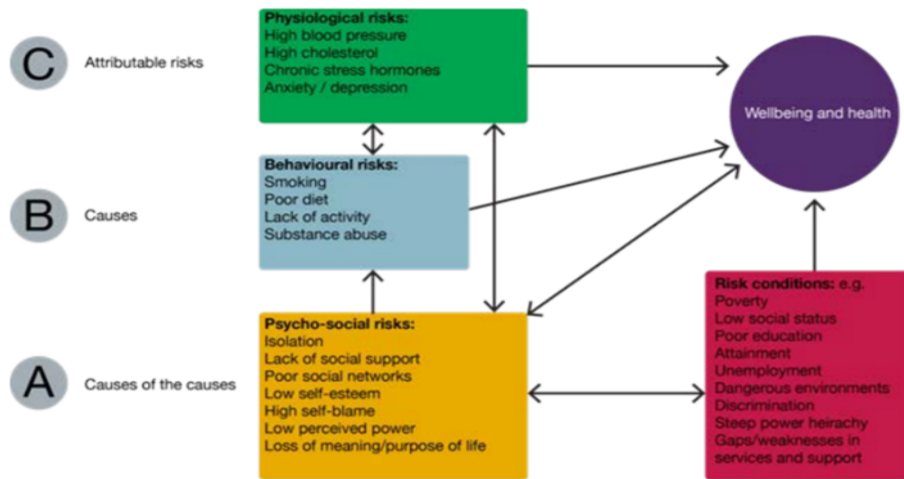 C
Attributable risks
Physiological risks:
High blood pressure
High cholesterol
Chronic stress hormones
Anxiety / depression
Wellbeing and health
B
Causes
Behavioural risks:
Smoking
Poor diet
Lack of activity
Substance abuse
A
Causes of the causes
Psycho-social risks:
Isolation
Lack of social support
Poor social networks
Low self-esteem
High self-blame
Low perceived power
Loss of meaning/purpose of life
Risk conditions: e.g.
Poverty
Low social status
Poor education
Attainment
Unemployment
Dangerous environments
Discrimination
Steep power heirachy
Gaps/weaknesses in
services and support